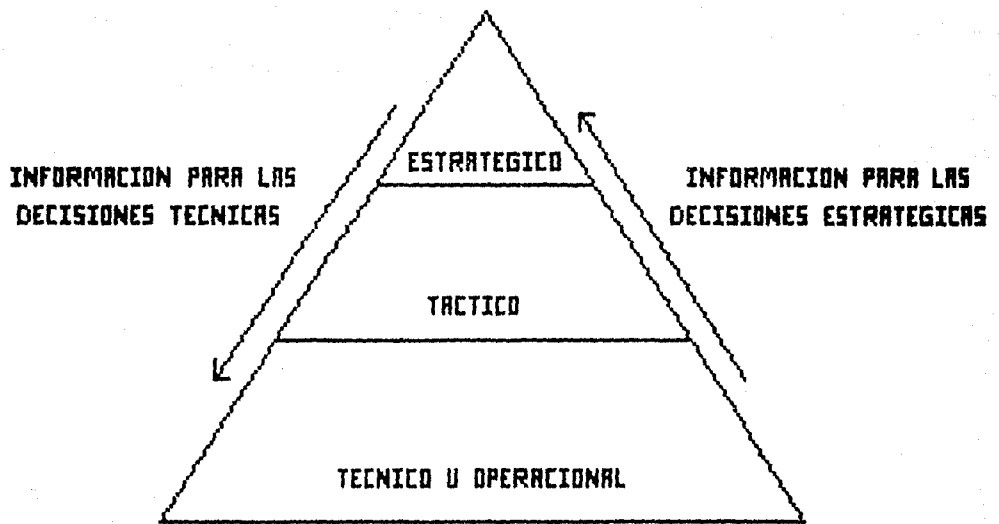 ESTRATEGICO
INFORMACION PARA LAS
DECISIONES TECNICAS
INFORMACION PARA LAS
DECISIONES ESTRATEGICAS
TACTICO
TECNICO U OPERACIONAL